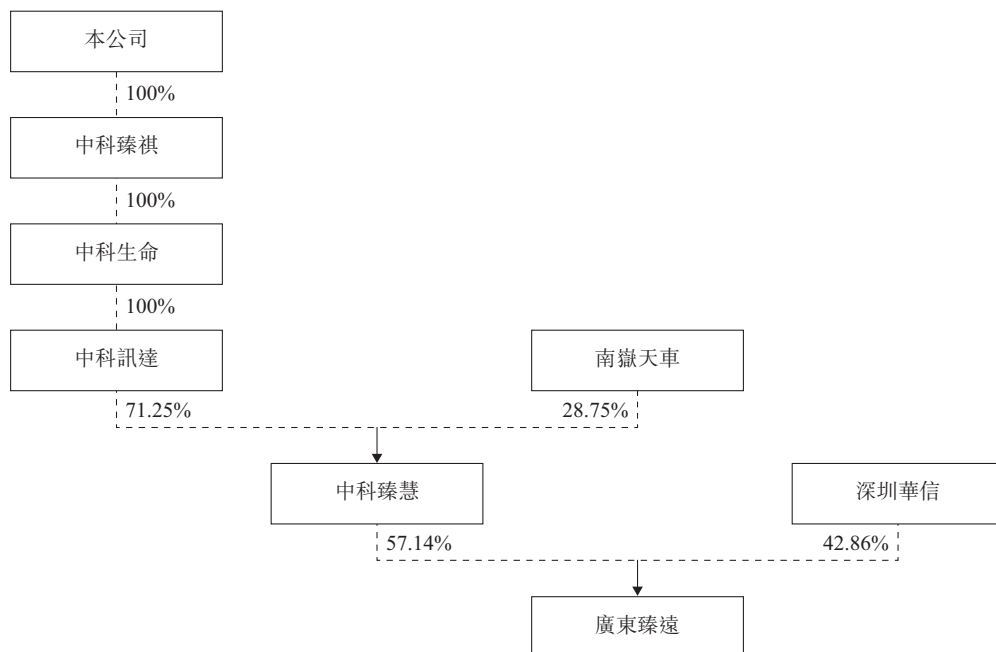 本公司
100%
中科臻祺
100%
中科生命
100%
中科訊達
南嶽天車
71.25%
28.75%
中科臻慧
深圳華信
57.14%
42.86%
廣東臻遠